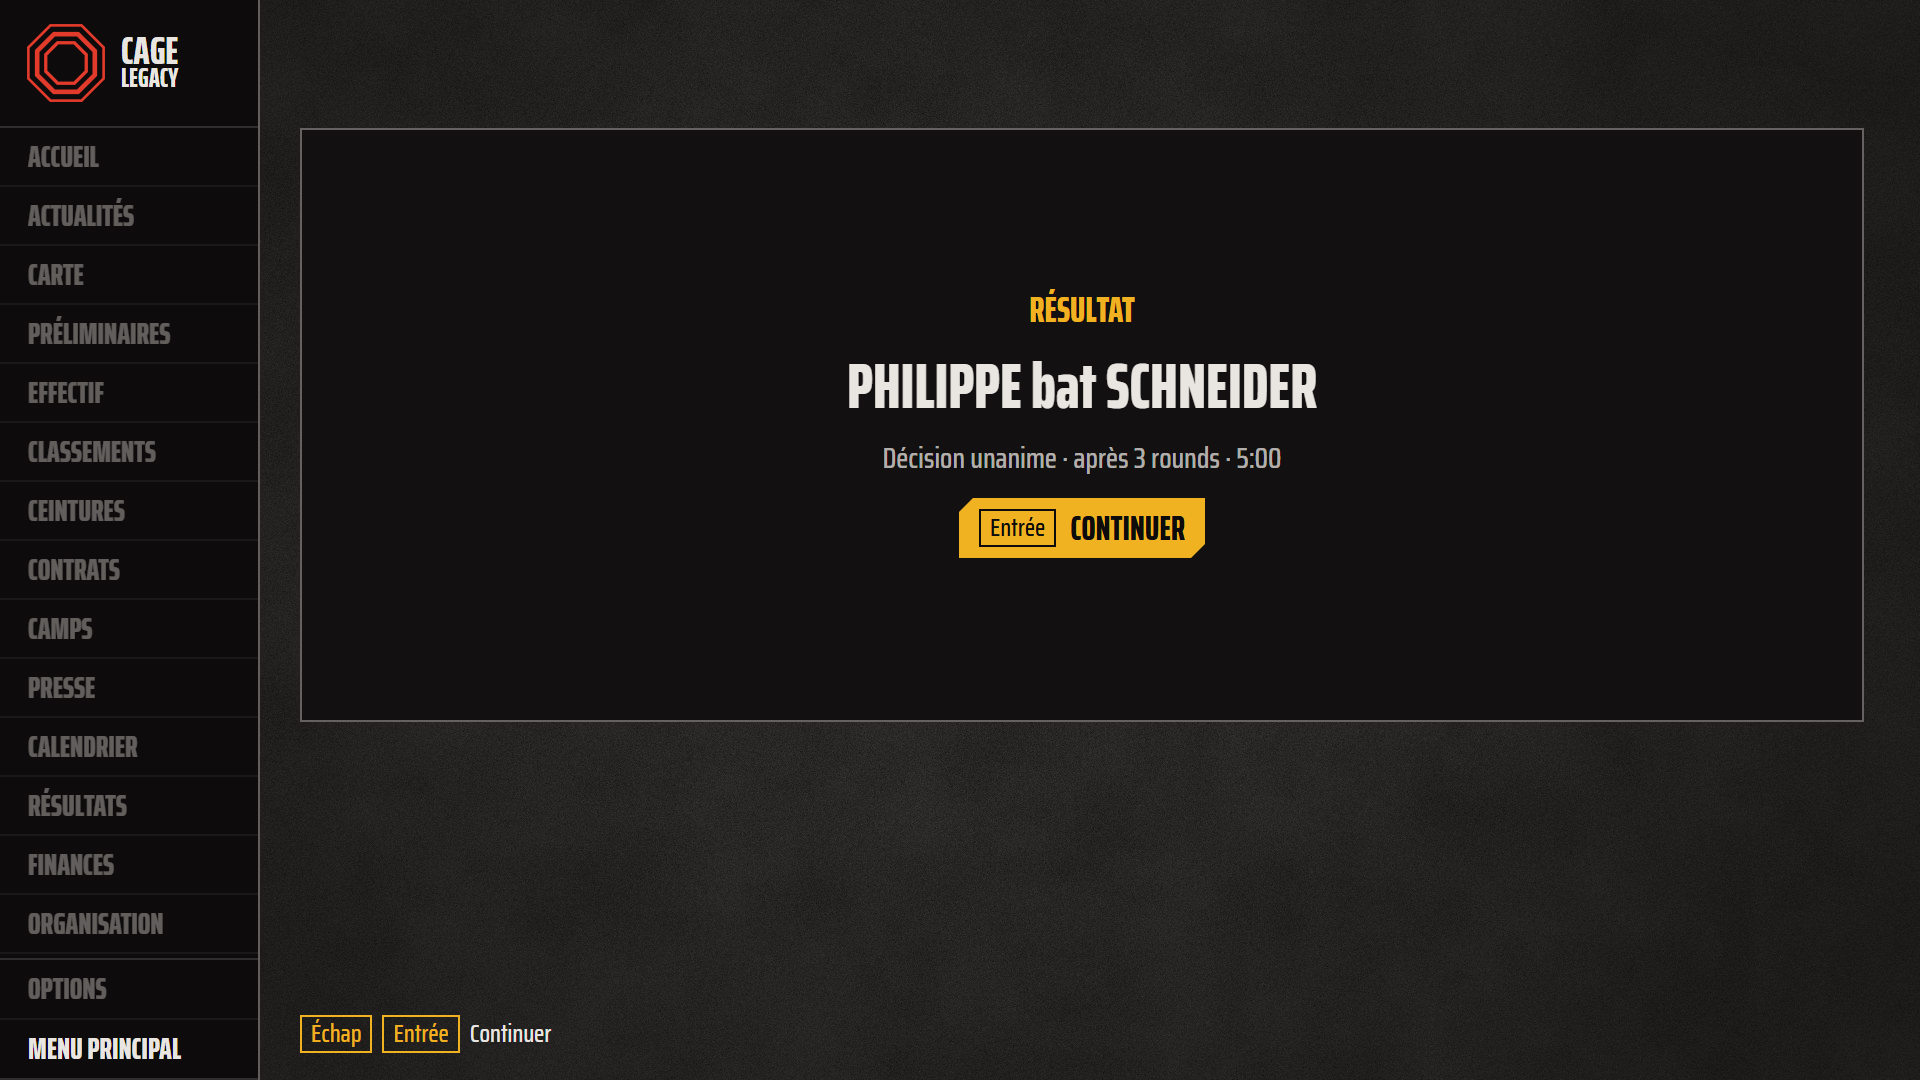 CAGE
LEGACY
ACCUEIL
ACTUALITÉS
CARTE
PRÉLIMINAIRES
EFFECTIF
CLASSEMENTS
CEINTURES
CONTRATS
CAMPS
PRESSE
CALENDRIER
RÉSULTATS
FINANCES
ORGANISATION
OPTIONS
MENU PRINCIPAL
RÉSULTAT
PHILIPPE bat SCHNEIDER
Décision unanime · après 3 rounds · 5:00
Entrée CONTINUER
Échap Entrée Continuer